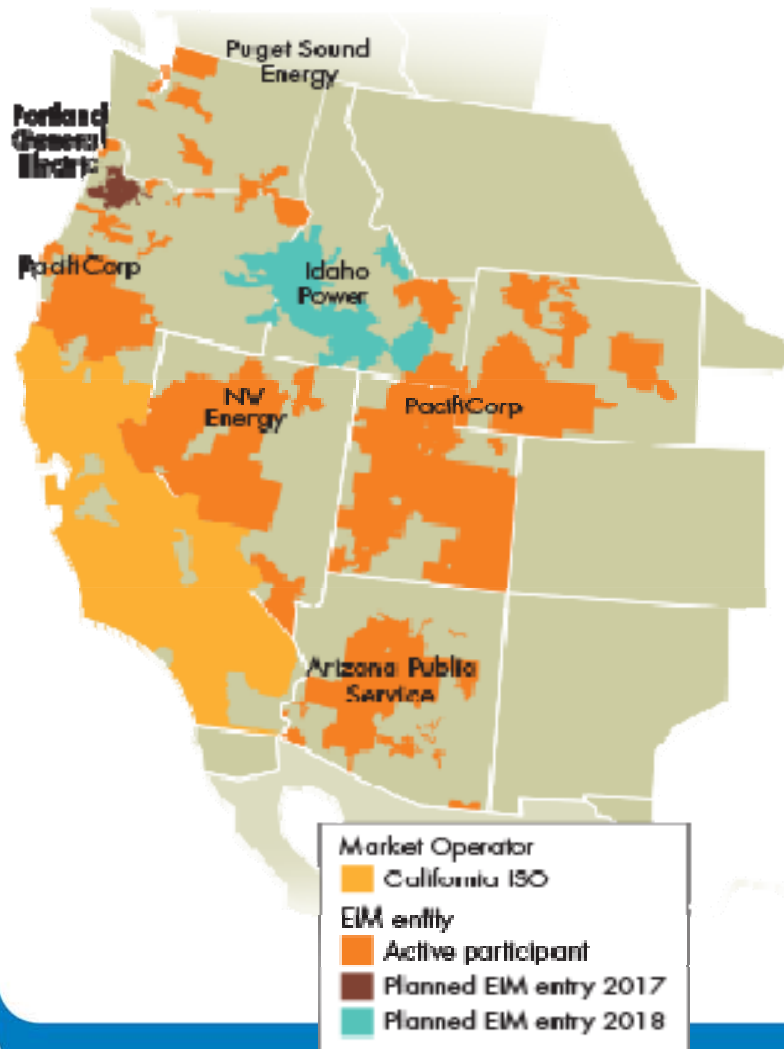 Puget Sound
Energy
Portland
General
Electric
PacifiCorp
Idaho
Power
NV
Energy
PacifiCorp
Arizona Public
Service
Market Operator
California ISO
EIM entity
Active participant
Planned EIM entry 2017
Planned EIM entry 2018